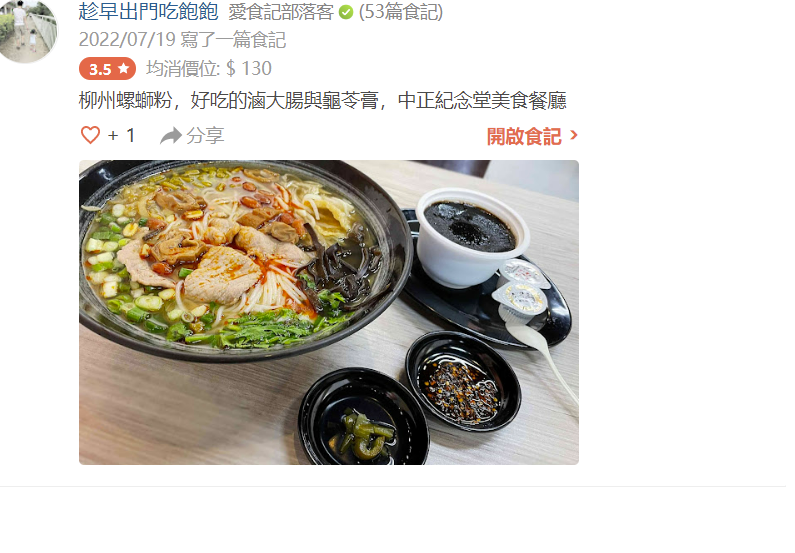 趁早出門吃飽飽 愛食記部落客 (53篇食記)
2022/07/19 寫了一篇食記
3.5 ★ 均消價位: $ 130
柳州螺螄粉，好吃的滷大腸與龜苓膏，中正紀念堂美食餐廳
+ 1 分享 開啟食記 >